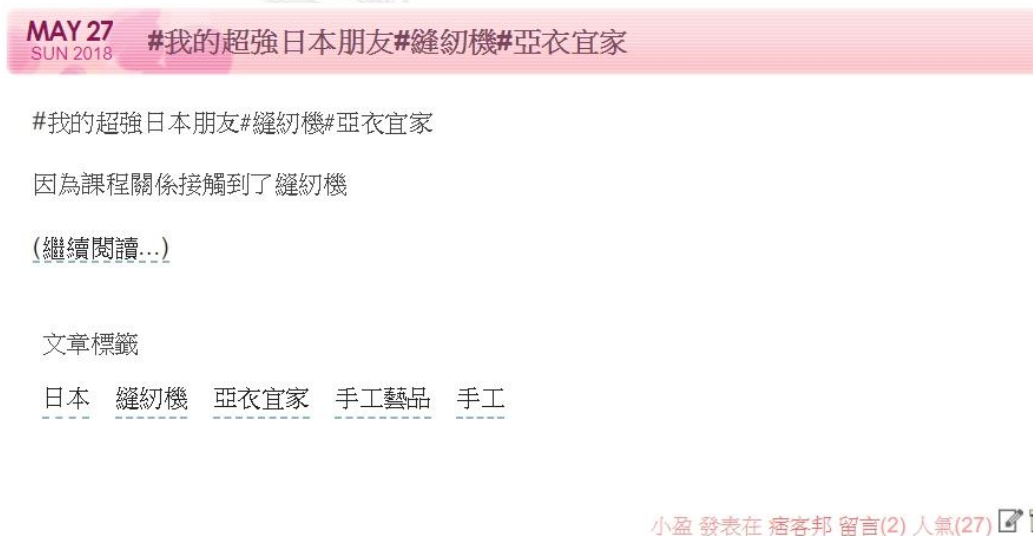 MAY 27
SUN 2018
#我的超強日本朋友#縫紉機#亞衣宜家
#我的超強日本朋友#縫紉機#亞衣宜家
因為課程關係接觸到了縫紉機
(繼續閱讀...)
文章標籤
日本 縫紉機 亞衣宜家 手工藝品 手工
小盈 發表在 痞客邦 留言(2) 人氣(27)